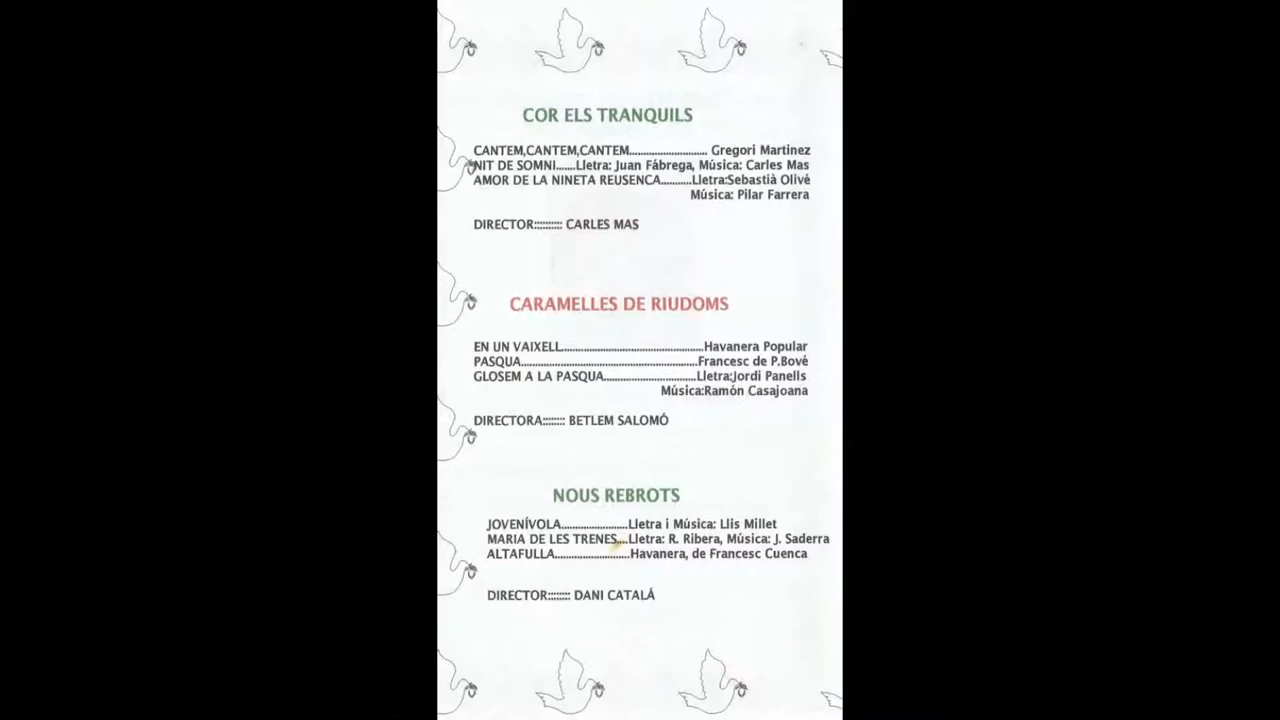 COR ELS TRANQUILS
CANTEM,CANTEM,CANTEM............................ Gregori Martinez
NIT DE SOMNI.......Lletra: Juan Fábrega, Música: Carles Mas
AMOR DE LA NINETA REUSENCA...........Lletra:Sebastià Olivé
Música: Pilar Farrera
DIRECTOR::::::::: CARLES MAS
CARAMELLES DE RIUDOMS
EN UN VAIXELL..................................................Havanera Popular
PASQUA..............................................................Francesc de P.Bové
GLOSEM A LA PASQUA.................................Lletra:Jordi Panells
Música:Ramón Casajoana
DIRECTORA::::::: BETLEM SALOMÓ
NOUS REBROTS
JOVENÍVOLA........................Lletra i Música: Llis Millet
MARIA DE LES TRENES....Lletra: R. Ribera, Música: J. Saderra
ALTAFULLA...........................Havanera, de Francesc Cuenca
DIRECTOR::::::: DANI CATALÁ